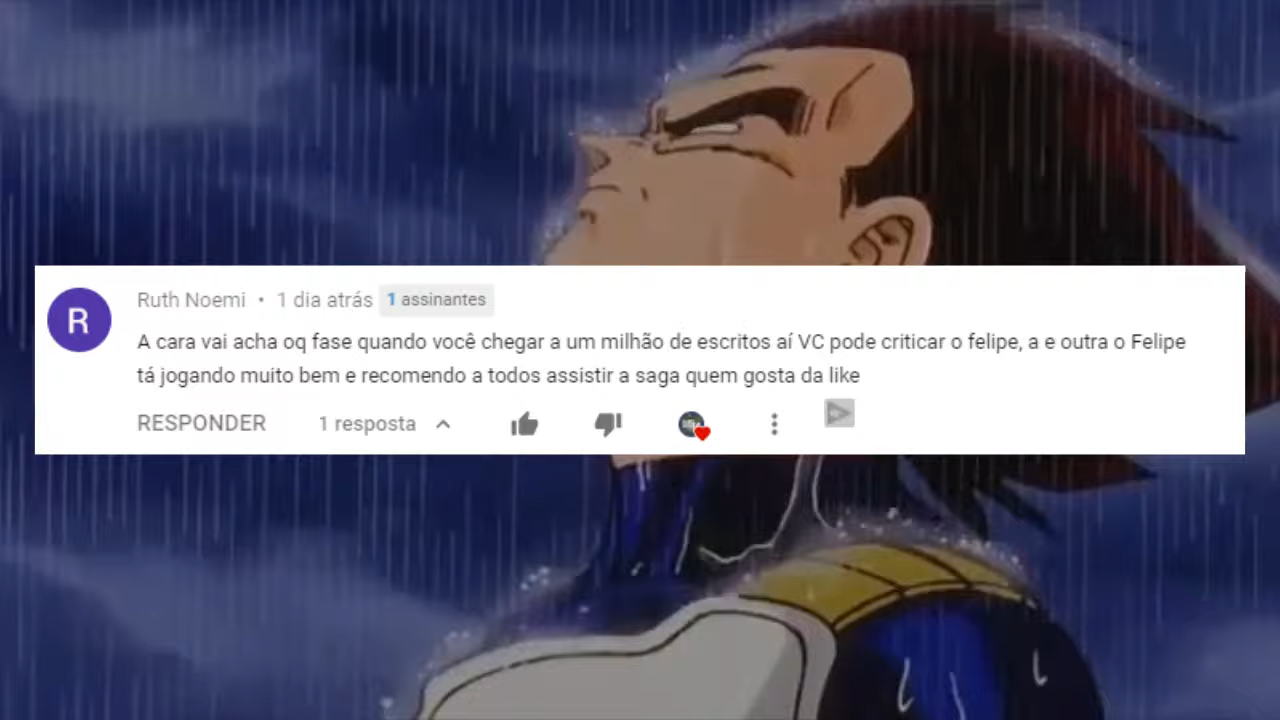 R
Ruth Noemi • 1 dia atrás 1 assinantes
A cara vai acha oq fase quando você chegar a um milhão de escritos aí VC pode criticar o felipe, a e outra o Felipe
tá jogando muito bem e recomendo a todos assistir a saga quem gosta da like
RESPONDER 1 resposta